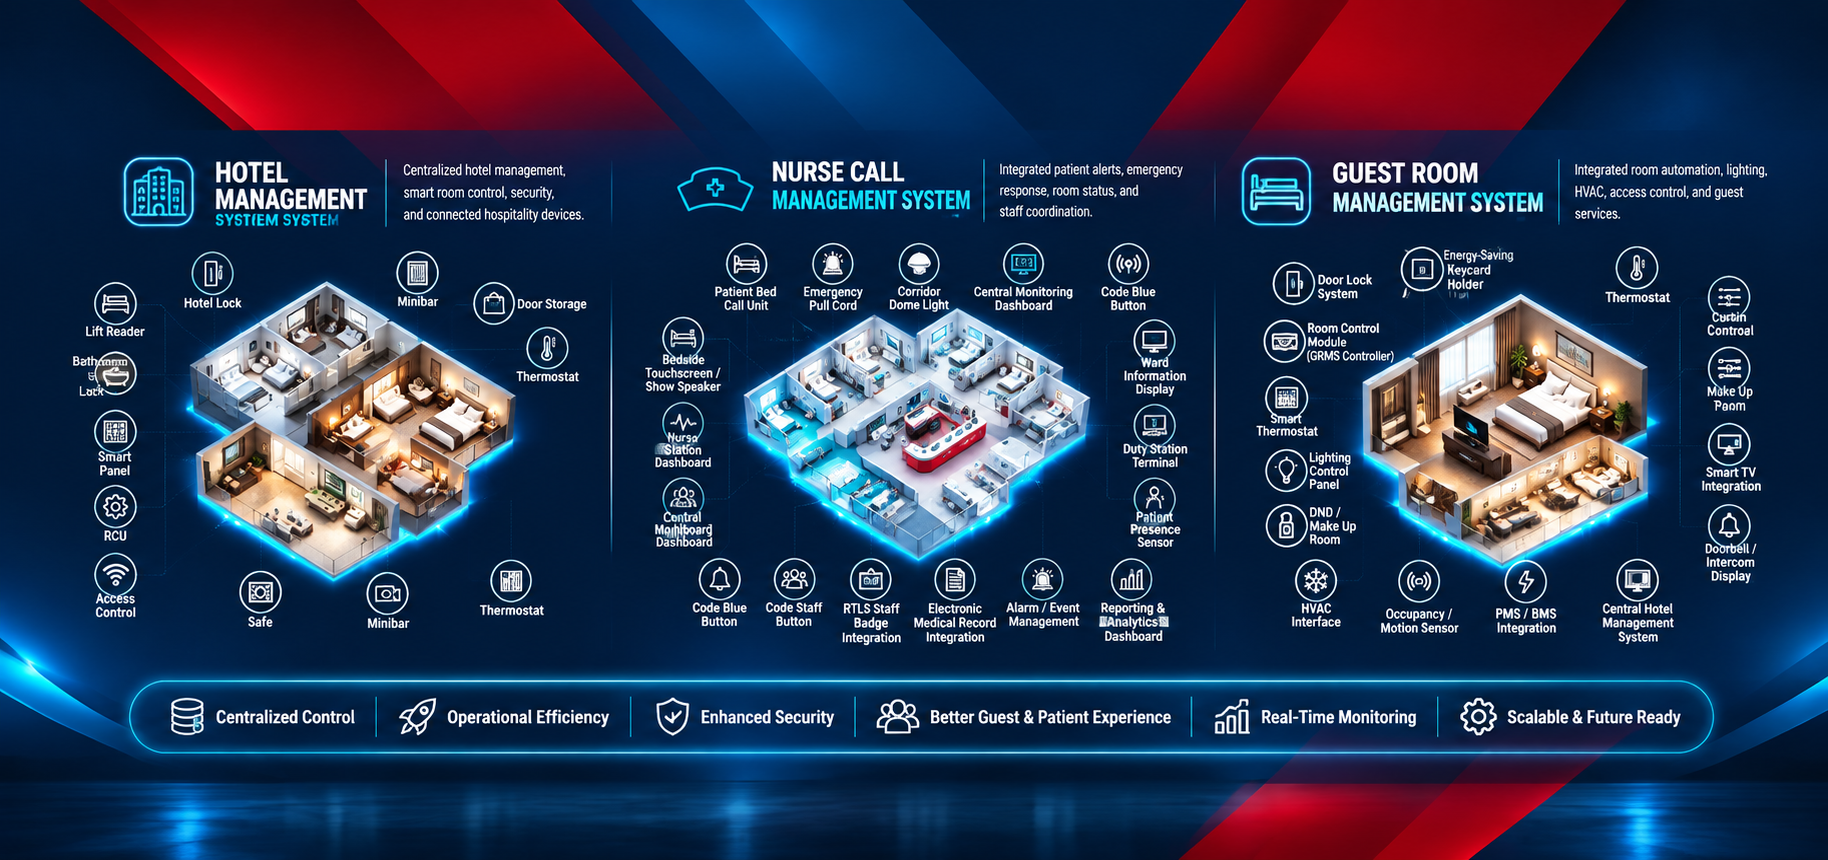 HOTEL
MANAGEMENT
SYSTIEM SYSTEM
Centralized hotel management,
smart room control, security,
and connected hospitality devices.
Hotel Lock
Minibar
Door Storage
Lift Reader
Thermostat
Lock
Smart
Panel
RCU
Access
Control
Safe
Minibar
Thermostat
NURSE CALL
MANAGEMENT SYSTEM
Integrated patient alerts, emergency
response, room status, and
staff coordination.
Patient Bed
Call Unit
Emergency
Pull Cord
Corridor
Dome Light
Central Monitoring
Dashboard
Code Blue
Button
Bedside
Touchscreen /
Show Speaker
Nurse
Station
Dashboard
Central
Dashboard
Ward
Information
Display
Duty Station
Terminal
Patient
Presence
Sensor
Code Blue
Button
Code Staff
Button
RTLS Staff
Badge
Integration
Electronic
Medical Record
Integration
Alarm / Event
Management
Reporting &
Analytics
Dashboard
GUEST ROOM
MANAGEMENT SYSTEM
Integrated room automation, lighting,
HVAC, access control, and guest
services.
Door Lock
System
Energy-Saving
Keycard
Holder
Thermostat
Room Control
Module
(GRMS Controller)
Smart
Thermostat
Lighting
Control
Panel
DND /
Make Up
Room
HVAC
Interface
Occupancy /
Motion Sensor
PMS / BMS
Integration
Central Hotel
Management
System
Curtin
Controal
Make Up
Smart TV
Integration
Doorbell /
Intercom
Display
Centralized Control
Operational Efficiency
Enhanced Security
Better Guest & Patient Experience
Real-Time Monitoring
Scalable & Future Ready